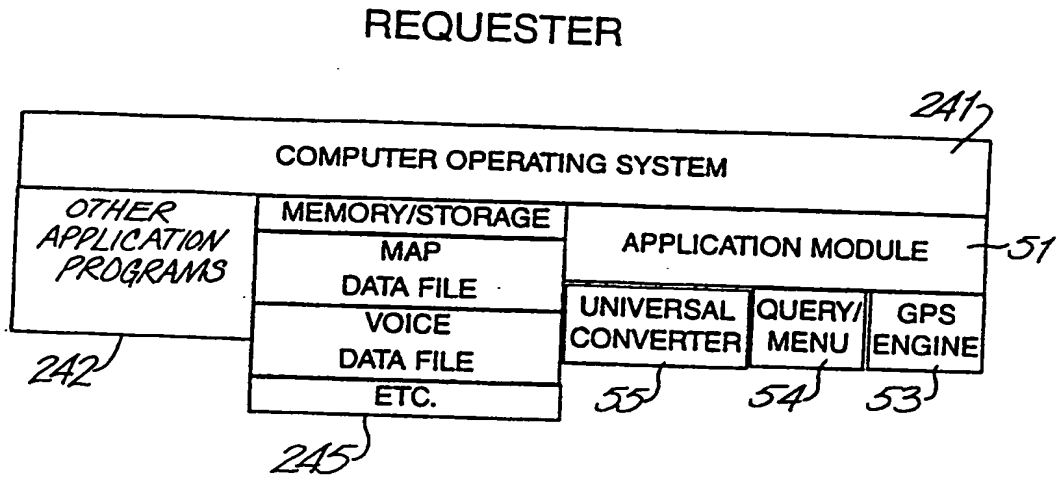 REQUESTER
241
COMPUTER OPERATING SYSTEM
OTHER
APPLICATION
PROGRAMS
MEMORY/STORAGE
MAP
DATA FILE
VOICE
DATA FILE
ETC.
APPLICATION MODULE
51
UNIVERSAL
CONVERTER
QUERY/
MENU
GPS
ENGINE
242
245
55
54
53